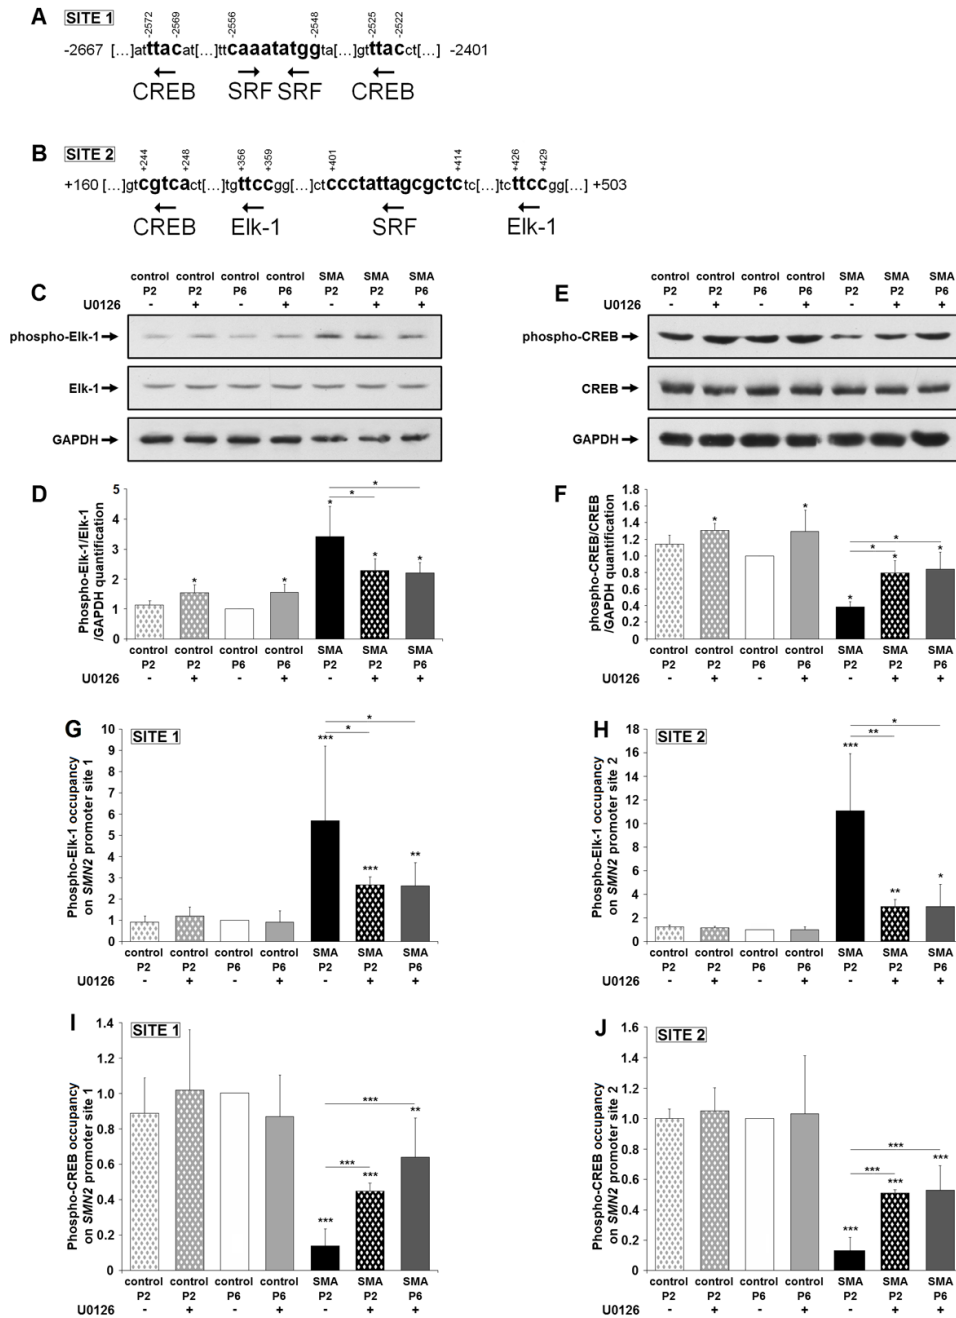 A SITE 1
-2572 -2569 -2556 -2548 -2525 -2522
-2667 [...]atttacat[...]ttcaaatatggta[...]gtttaccct[...] -2401
CREB SRF SRF CREB
B SITE 2
+244 +248 +356 +359 +401 +414 +426 +429
+160 [...]gtcgtcact[...]tgttccgg[...]ctccctattagcgctctc[...]tcttccgg[...] +503
CREB Elk-1 SRF Elk-1
C
control control control control SMA SMA SMA
P2 P2 P6 P6 P2 P2 P6
U0126 - + - + - + +
phospho-Elk-1
Elk-1
GAPDH
E
control control control control SMA SMA SMA
P2 P2 P6 P6 P2 P2 P6
U0126 - + - + - + +
phospho-CREB
CREB
GAPDH
D
Phospho-Elk-1/Elk-1
/GAPDH quantification
5
4
3
2
1
0
* * * * * * *
control control control control SMA SMA SMA
P2 P2 P6 P6 P2 P2 P6
U0126 - + - + - + +
F
phospho-CREB/CREB
/GAPDH quantification
1.8
1.6
1.4
1.2
1.0
0.8
0.6
0.4
0.2
0
* * * * * * *
control control control control SMA SMA SMA
P2 P2 P6 P6 P2 P2 P6
U0126 - + - + - + +
G SITE 1
Phospho-Elk-1 occupancy
on SMN2 promoter site 1
10
9
8
7
6
5
4
3
2
1
0
*** * * *** **
control control control control SMA SMA SMA
P2 P2 P6 P6 P2 P2 P6
U0126 - + - + - + +
H SITE 2
Phospho-Elk-1 occupancy
on SMN2 promoter site 2
18
16
14
12
10
8
6
4
2
0
*** ** * ** *
control control control control SMA SMA SMA
P2 P2 P6 P6 P2 P2 P6
U0126 - + - + - + +
I SITE 1
Phospho-CREB occupancy
on SMN2 promoter site 1
1.4
1.2
1.0
0.8
0.6
0.4
0.2
0
*** *** *** *** **
control control control control SMA SMA SMA
P2 P2 P6 P6 P2 P2 P6
U0126 - + - + - + +
J SITE 2
Phospho-CREB occupancy
on SMN2 promoter site 2
1.6
1.4
1.2
1.0
0.8
0.6
0.4
0.2
0
*** *** *** *** ***
control control control control SMA SMA SMA
P2 P2 P6 P6 P2 P2 P6
U0126 - + - + - + +